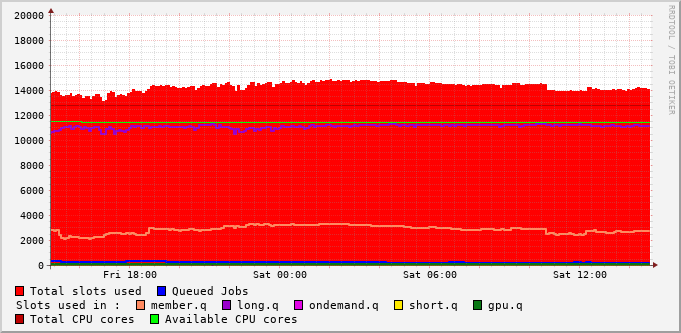 20000
18000
16000
14000
12000
10000
8000
6000
4000
2000
0
Fri 18:00 Sat 00:00 Sat 06:00 Sat 12:00
RRDTOOL / TOBI OETIKER
Total slots used Queued Jobs
Slots used in : member.q long.q ondemand.q short.q gpu.q
Total CPU cores Available CPU cores